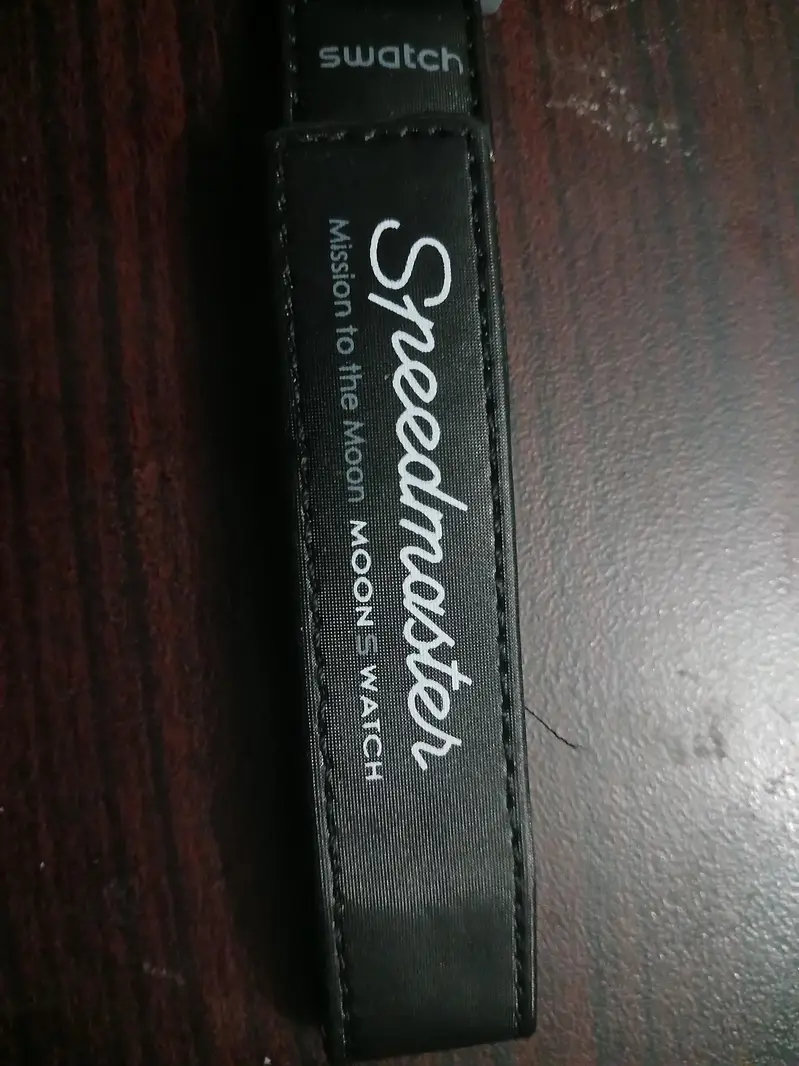 swatch
Speedmaster
Mission to the Moon MOONSWATCH